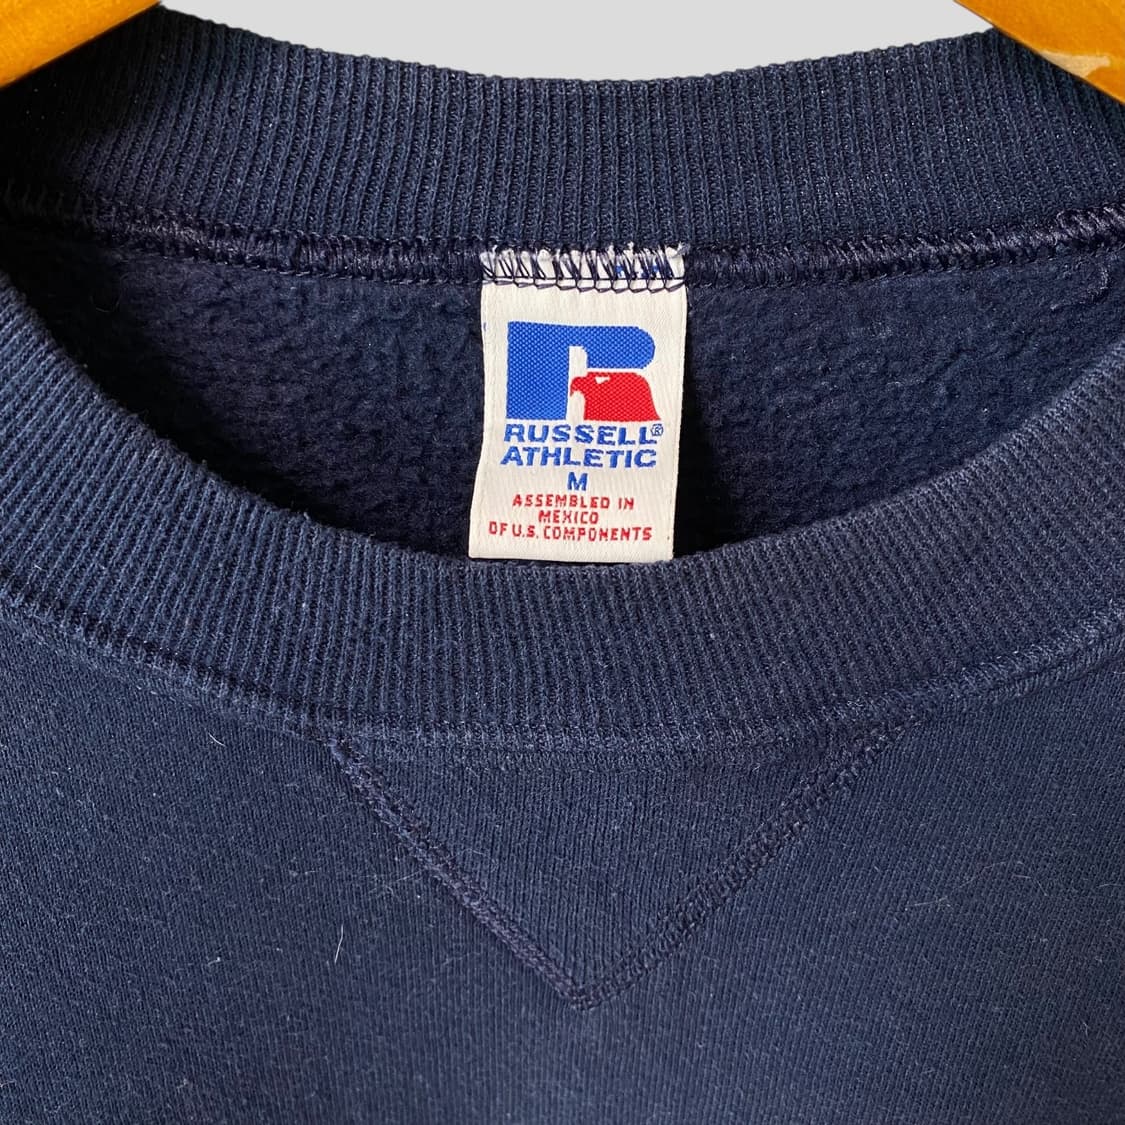 RUSSELL®
ATHLETIC
M
ASSEMBLED IN
MEXICO
OF U.S. COMPONENTS